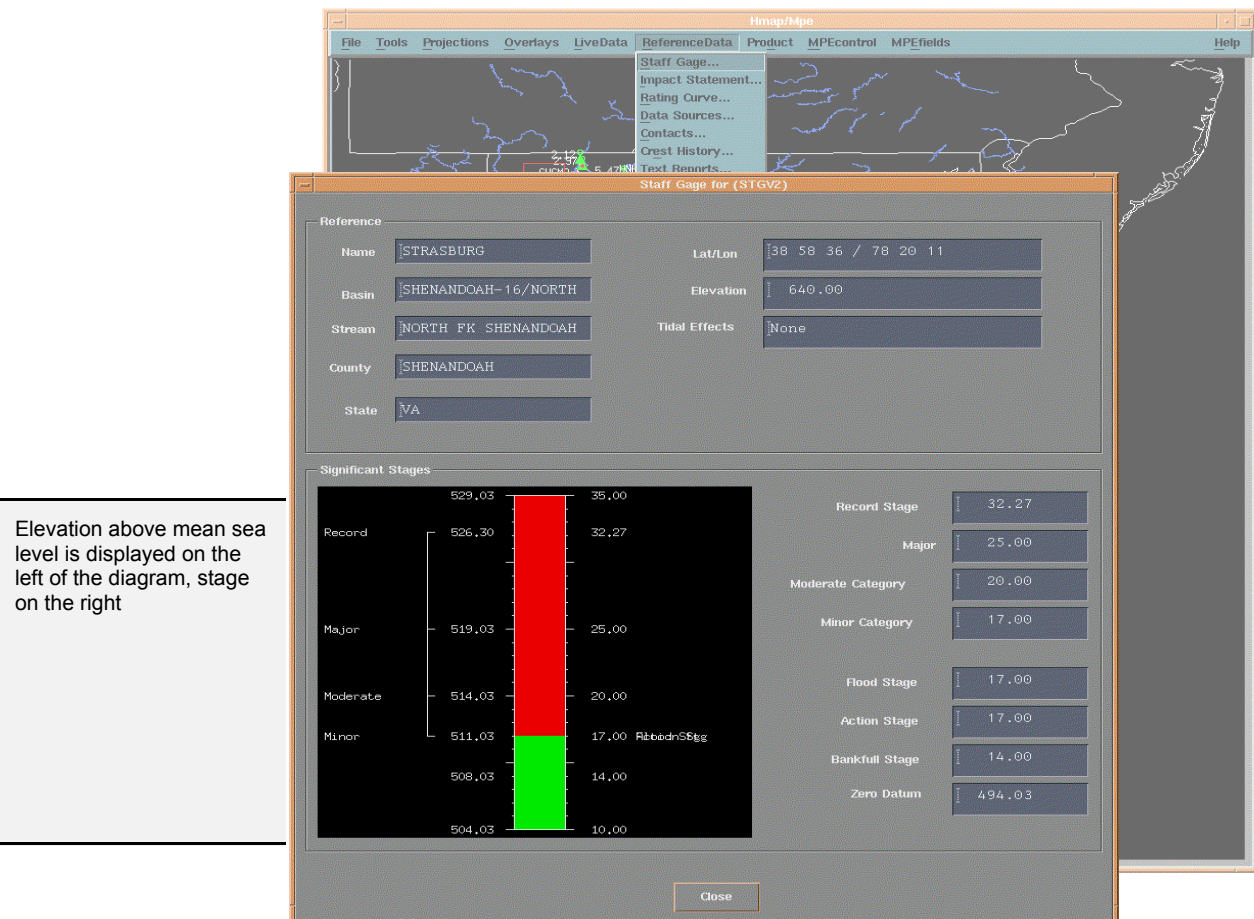 Hmap/Mpe
File Tools Projections Overlays LiveData ReferenceData Product MPEcontrol MPEfields Help
Staff Gage...
Impact Statement...
Rating Curve...
Data Sources...
Contacts...
Crest History...
Text Reports...
Staff Gage for (STGV2)
Reference
Name STRASBURG
Lat/Lon 38 58 36 / 78 20 11
Basin SHENANDOAH-16/NORTH
Elevation 640.00
Stream NORTH FK SHENANDOAH
Tidal Effects None
County SHENANDOAH
State VA
Significant Stages
529.03 35.00
Record 526.30 32.27
Major 519.03 25.00
Moderate 514.03 20.00
Minor 511.03 17.00
508.03 14.00
504.03 10.00
Record Stage 32.27
Major 25.00
Moderate Category 20.00
Minor Category 17.00
Flood Stage 17.00
Action Stage 17.00
Bankfull Stage 14.00
Zero Datum 494.03
Close
Elevation above mean sea
level is displayed on the
left of the diagram, stage
on the right